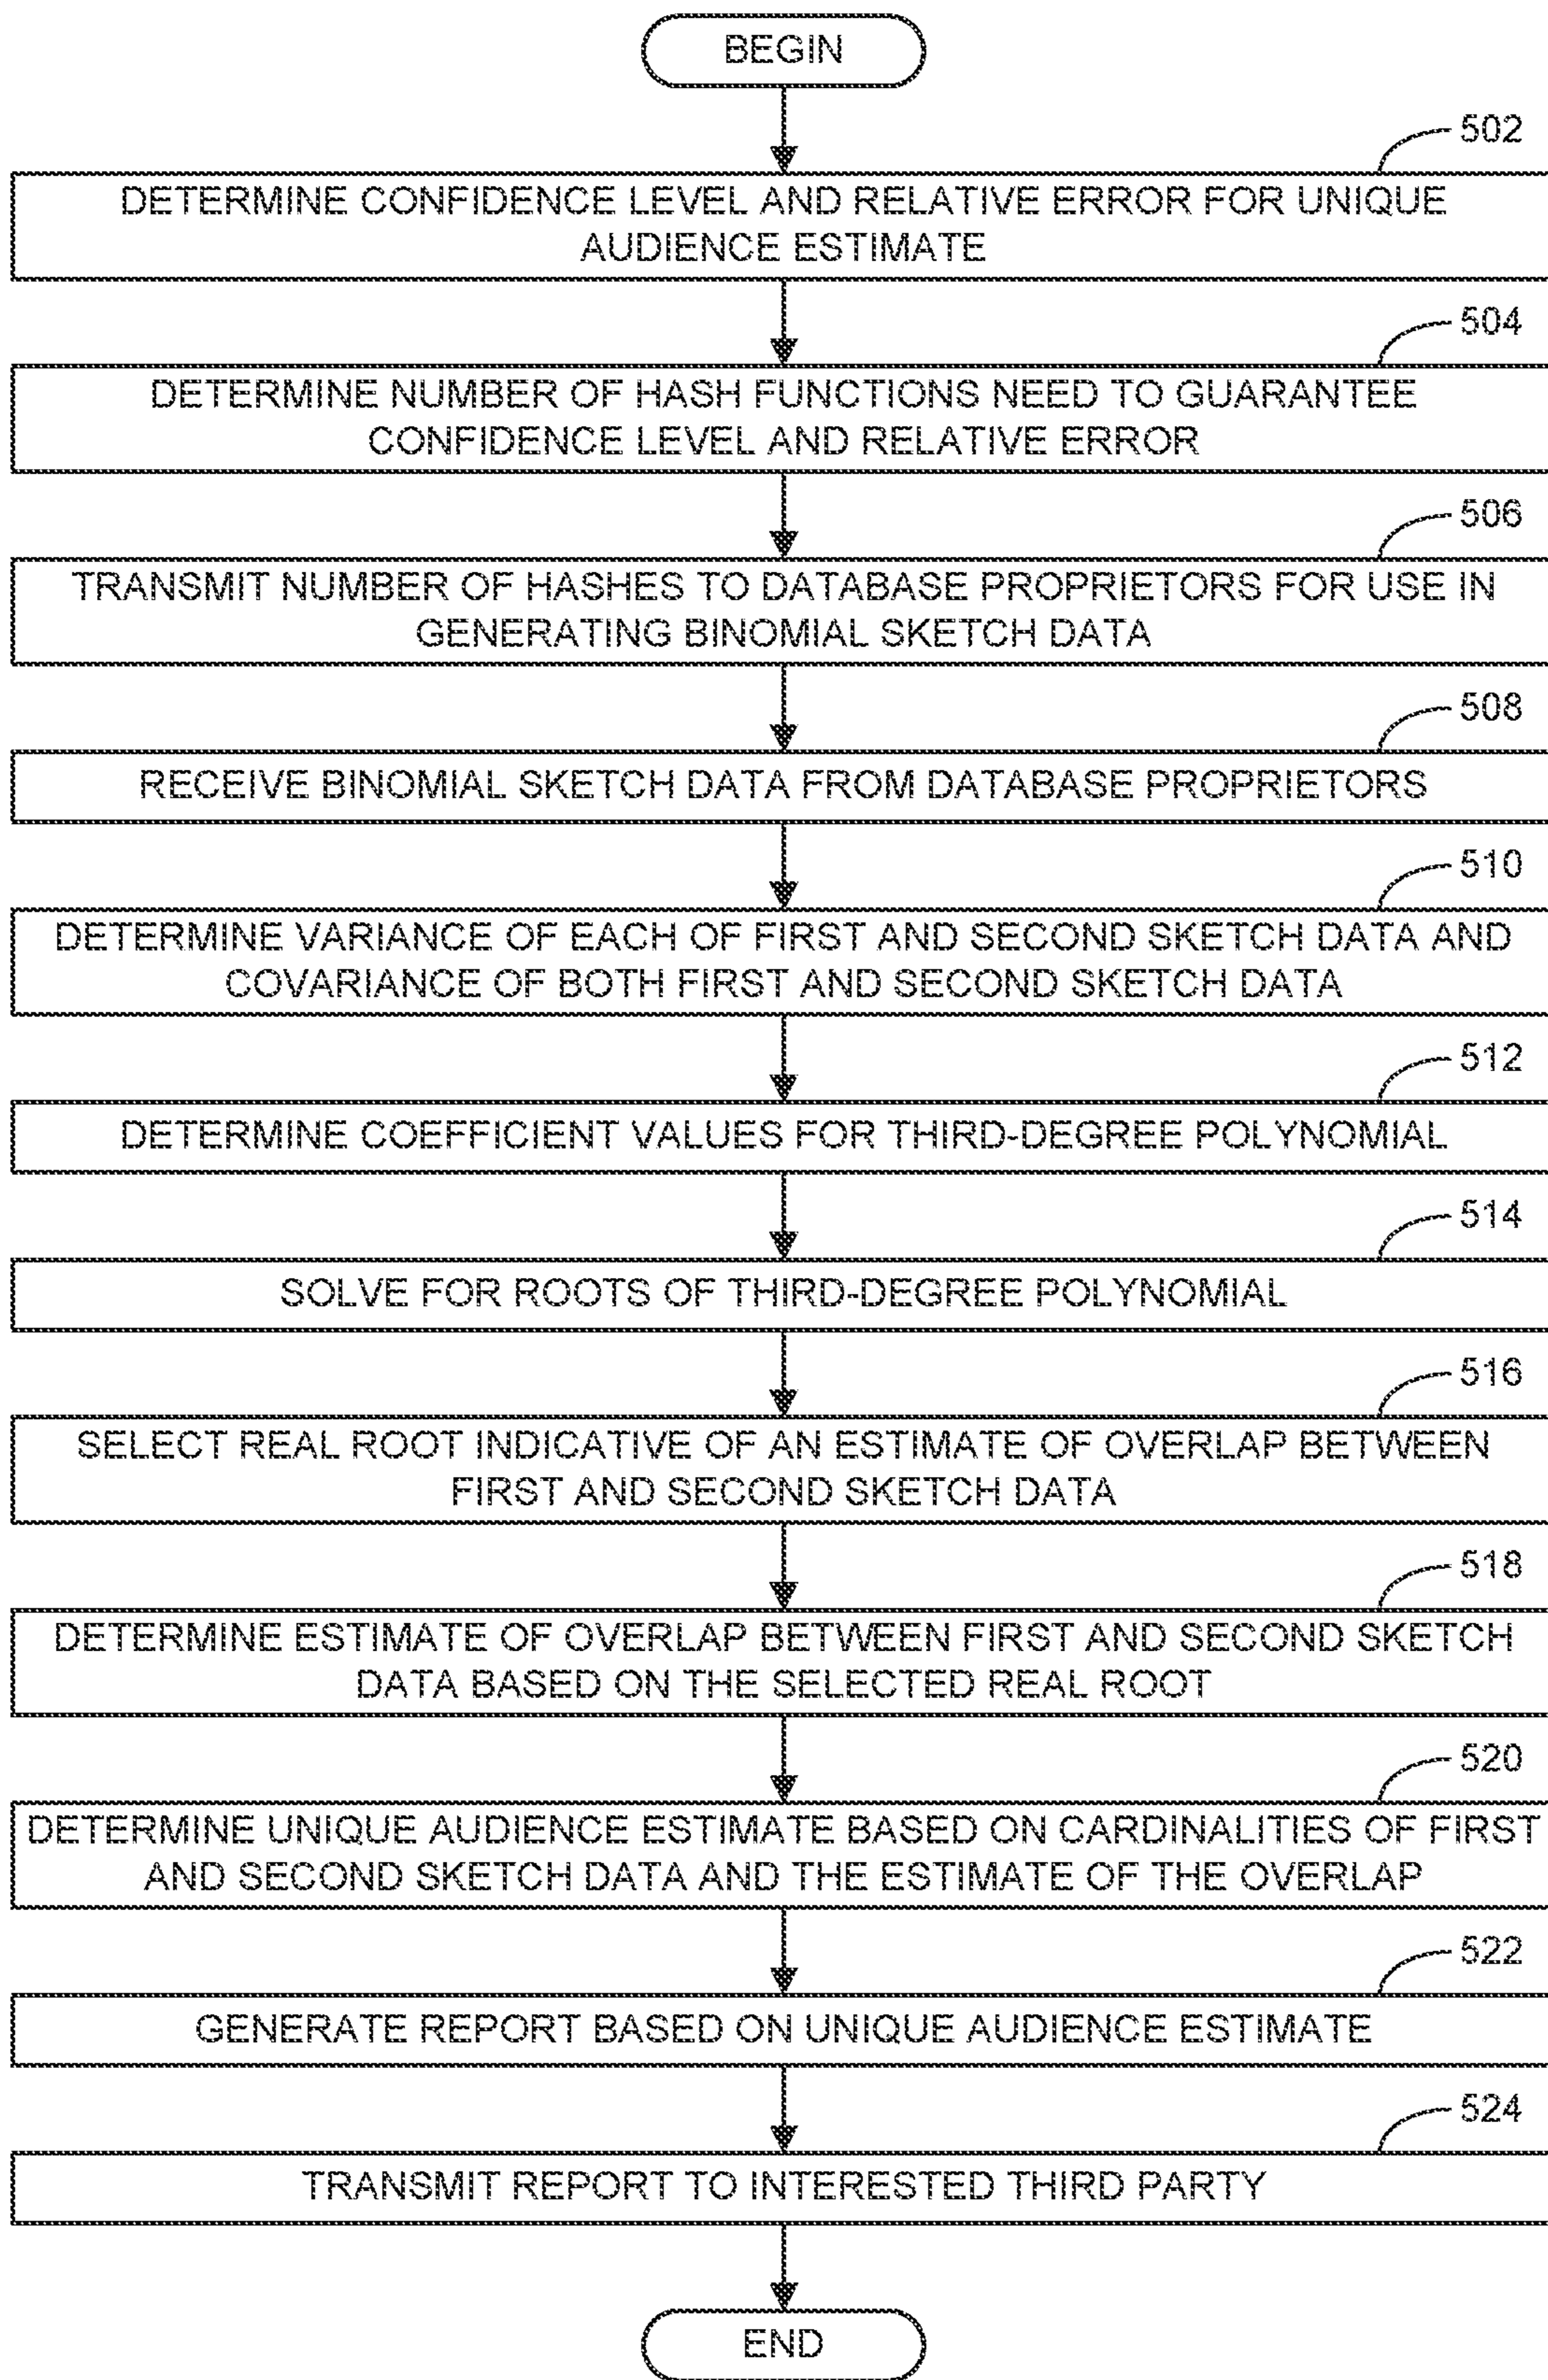 BEGIN
502
DETERMINE CONFIDENCE LEVEL AND RELATIVE ERROR FOR UNIQUE
AUDIENCE ESTIMATE
504
DETERMINE NUMBER OF HASH FUNCTIONS NEED TO GUARANTEE
CONFIDENCE LEVEL AND RELATIVE ERROR
506
TRANSMIT NUMBER OF HASHES TO DATABASE PROPRIETORS FOR USE IN
GENERATING BINOMIAL SKETCH DATA
508
RECEIVE BINOMIAL SKETCH DATA FROM DATABASE PROPRIETORS
510
DETERMINE VARIANCE OF EACH OF FIRST AND SECOND SKETCH DATA AND
COVARIANCE OF BOTH FIRST AND SECOND SKETCH DATA
512
DETERMINE COEFFICIENT VALUES FOR THIRD-DEGREE POLYNOMIAL
514
SOLVE FOR ROOTS OF THIRD-DEGREE POLYNOMIAL
516
SELECT REAL ROOT INDICATIVE OF AN ESTIMATE OF OVERLAP BETWEEN
FIRST AND SECOND SKETCH DATA
518
DETERMINE ESTIMATE OF OVERLAP BETWEEN FIRST AND SECOND SKETCH
DATA BASED ON THE SELECTED REAL ROOT
520
DETERMINE UNIQUE AUDIENCE ESTIMATE BASED ON CARDINALITIES OF FIRST
AND SECOND SKETCH DATA AND THE ESTIMATE OF THE OVERLAP
522
GENERATE REPORT BASED ON UNIQUE AUDIENCE ESTIMATE
524
TRANSMIT REPORT TO INTERESTED THIRD PARTY
END